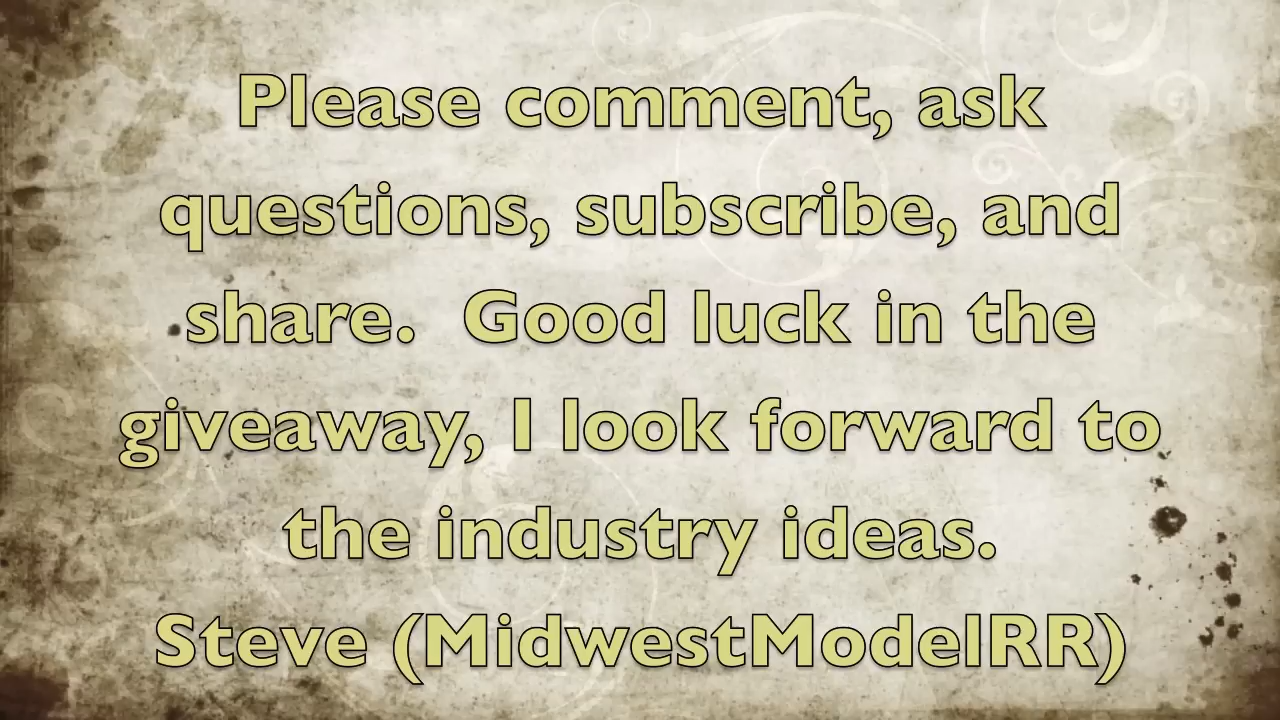 Please comment, ask
questions, subscribe, and
share.  Good luck in the
giveaway, I look forward to
the industry ideas.
Steve (MidwestModelRR)